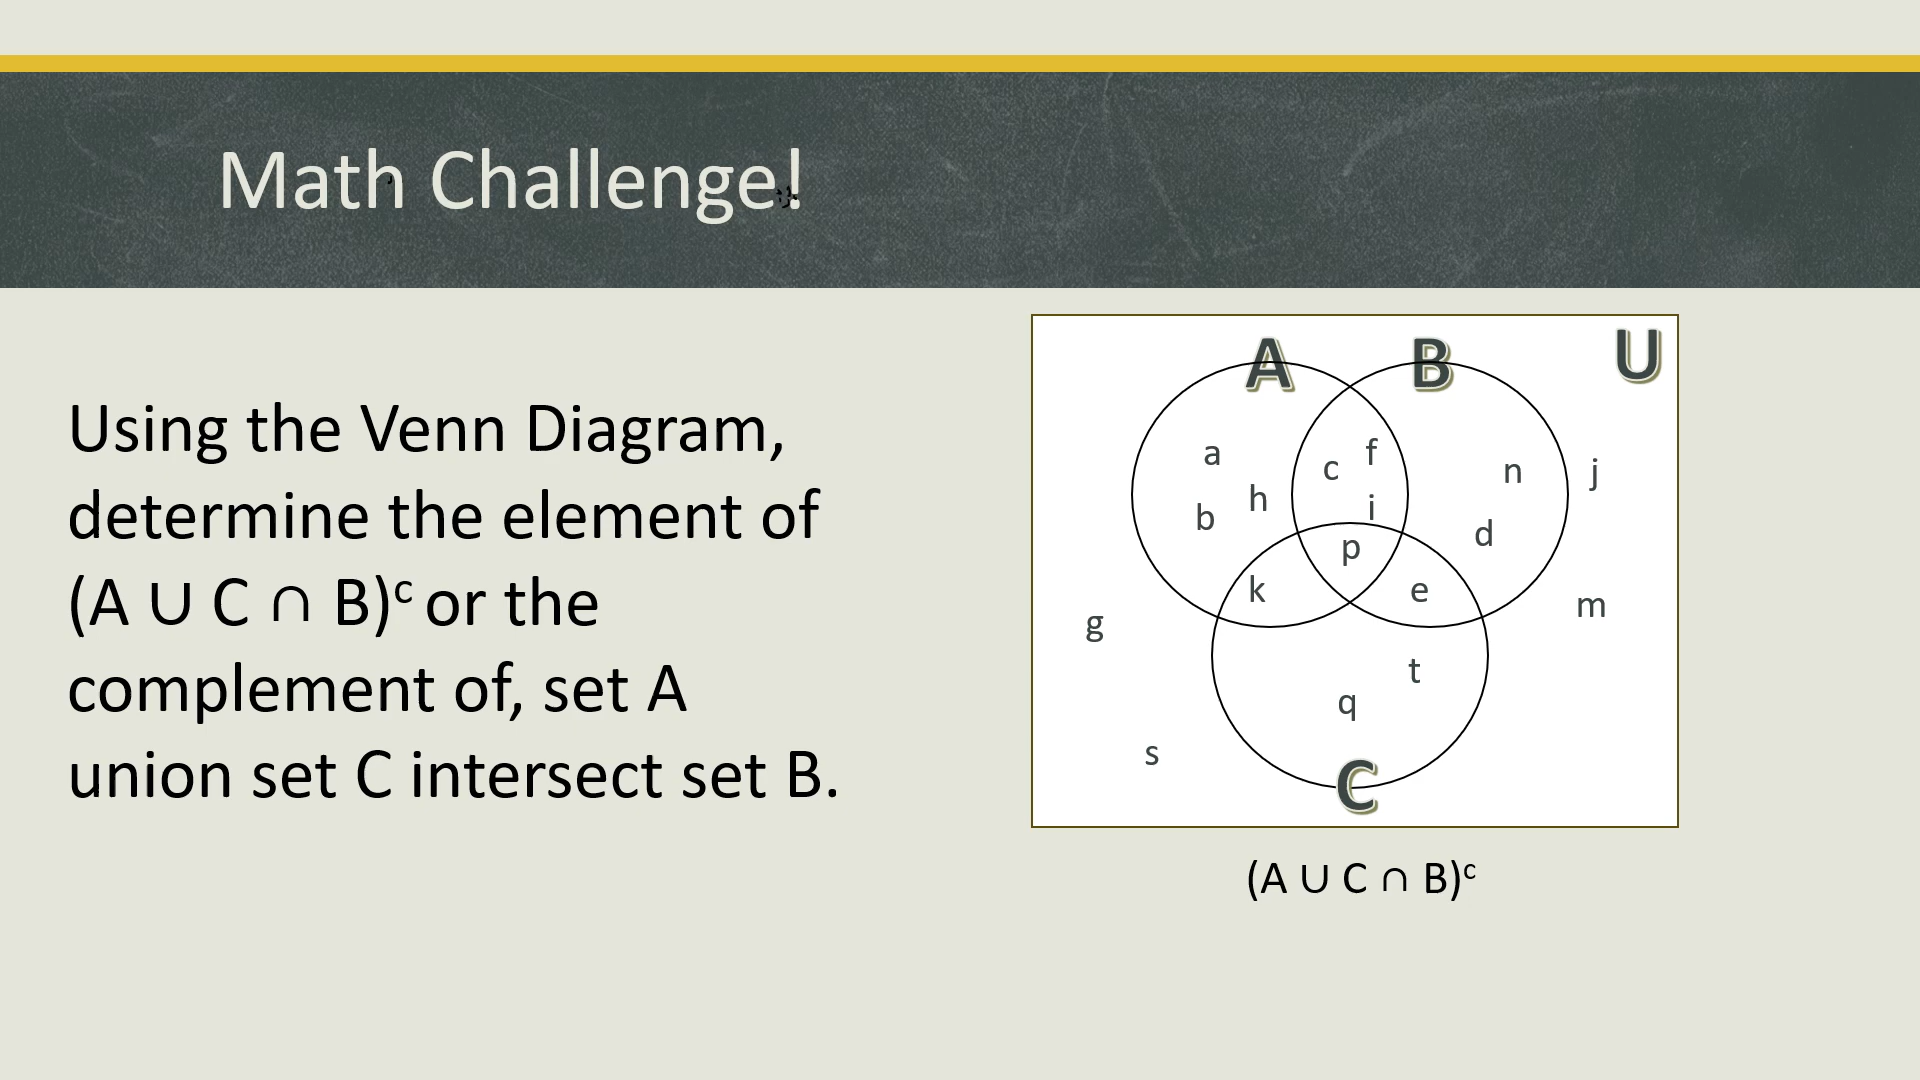 Math Challenge!
Using the Venn Diagram,
determine the element of
(A ∪ C ∩ B)ᶜ or the
complement of, set A
union set C intersect set B.
A B U
a c f n j
b h i d
p
k e
g m
t
q
s
C
(A ∪ C ∩ B)ᶜ